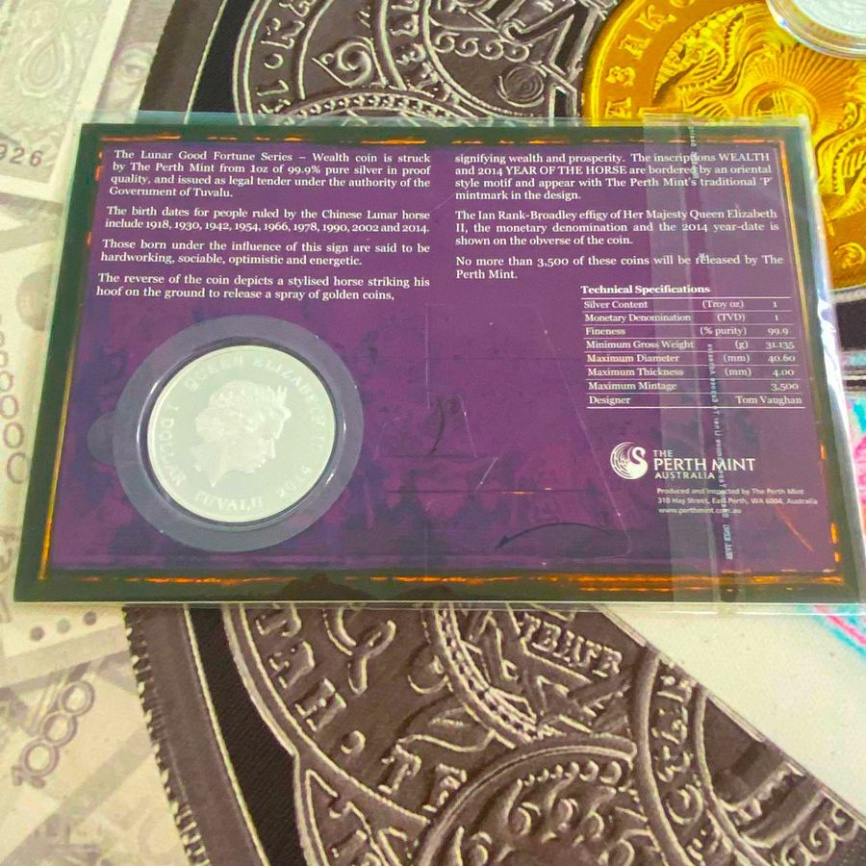 The Lunar Good Fortune Series – Wealth coin is struck
by The Perth Mint from 1oz of 99.9% pure silver in proof
quality, and issued as legal tender under the authority of the
Government of Tuvalu.
The birth dates for people ruled by the Chinese Lunar horse
include 1918, 1930, 1942, 1954, 1966, 1978, 1990, 2002 and 2014.
Those born under the influence of this sign are said to be
hardworking, sociable, optimistic and energetic.
The reverse of the coin depicts a stylised horse striking his
hoof on the ground to release a spray of golden coins,
signifying wealth and prosperity. The inscriptions WEALTH
and 2014 YEAR OF THE HORSE are bordered by an oriental
style motif and appear with The Perth Mint's traditional 'P'
mintmark in the design.
The Ian Rank-Broadley effigy of Her Majesty Queen Elizabeth
II, the monetary denomination and the 2014 year-date is
shown on the obverse of the coin.
No more than 3,500 of these coins will be released by The
Perth Mint.
Technical Specifications
Silver Content (Troy oz) 1
Monetary Denomination (TVD) 1
Fineness (% purity) 99.9
Minimum Gross Weight (g) 31.135
Maximum Diameter (mm) 40.60
Maximum Thickness (mm) 4.00
Maximum Mintage 3,500
Designer Tom Vaughan
THE
PERTH MINT
AUSTRALIA
Produced and inspected by The Perth Mint
310 Hay Street, East Perth, WA 6004, Australia
www.perthmint.com.au
QUEEN ELIZABETH II
1 DOLLAR TUVALU 2014
926
1000